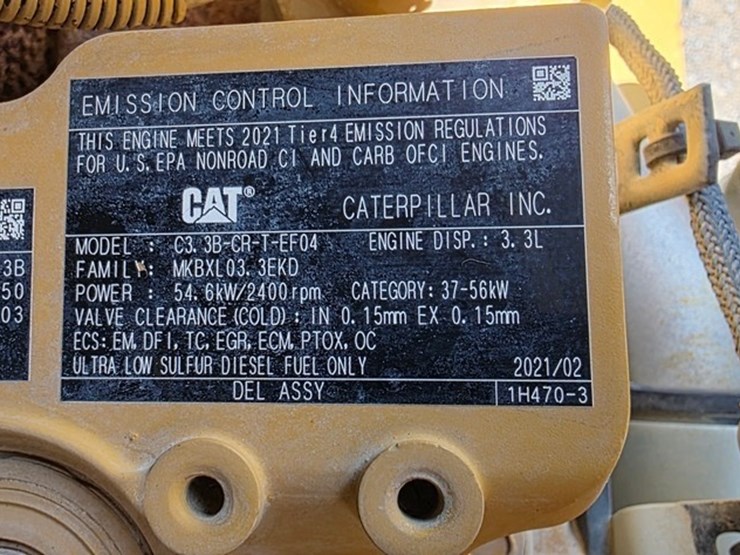 EMISSION CONTROL INFORMATION
THIS ENGINE MEETS 2021 Tier4 EMISSION REGULATIONS
FOR U.S. EPA NONROAD CI AND CARB OFCI ENGINES.
CAT® CATERPILLAR INC.
MODEL : C3.3B-CR-T-EF04 ENGINE DISP.: 3.3L
FAMILY: MKBXL03.3EKD
POWER : 54.6kW/2400rpm CATEGORY: 37-56kW
VALVE CLEARANCE (COLD) : IN 0.15mm EX 0.15mm
ECS: EM, DFI, TC, EGR, ECM, PTOX, OC
ULTRA LOW SULFUR DIESEL FUEL ONLY 2021/02
DEL ASSY 1H470-3
3B
50
03